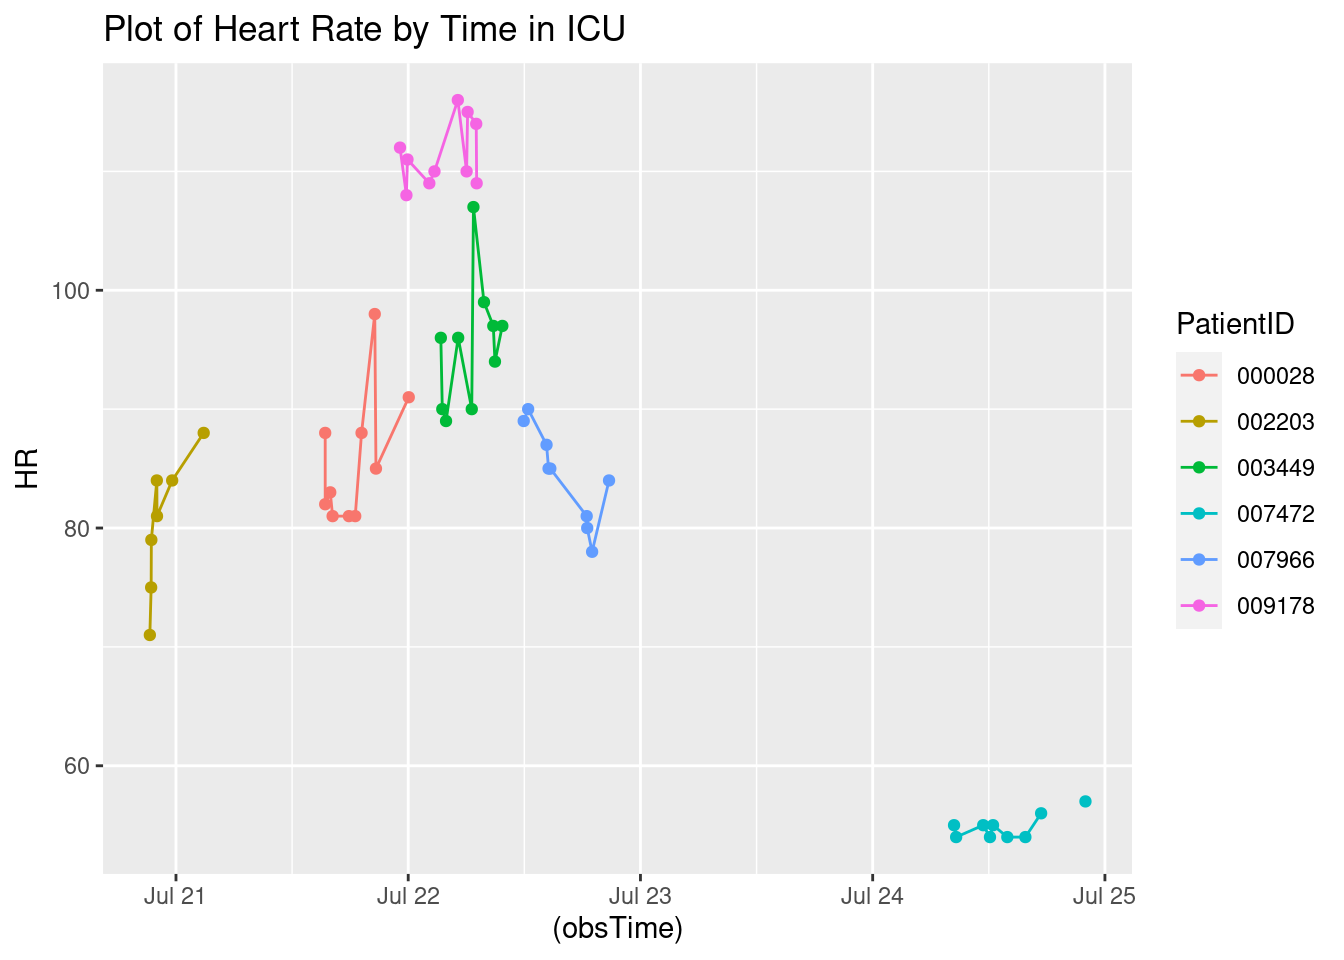 Plot of Heart Rate by Time in ICU
HR
100
80
60
Jul 21
Jul 22
Jul 23
Jul 24
Jul 25
(obsTime)
PatientID
000028
002203
003449
007472
007966
009178